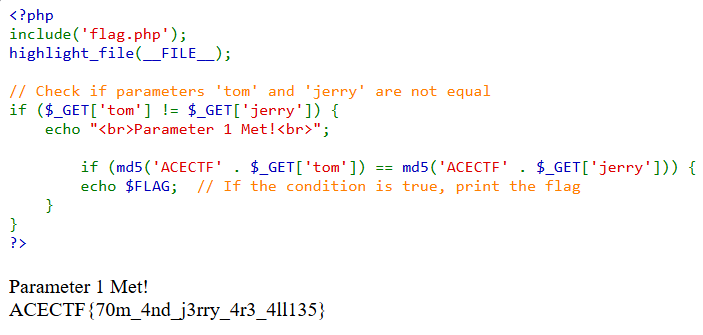 <?php
include('flag.php');
highlight_file(__FILE__);
// Check if parameters 'tom' and 'jerry' are not equal
if ($_GET['tom'] != $_GET['jerry']) {
echo "<br>Parameter 1 Met!<br>";
if (md5('ACECTF' . $_GET['tom']) == md5('ACECTF' . $_GET['jerry'])) {
echo $FLAG;  // If the condition is true, print the flag
}
}
?>
Parameter 1 Met!
ACECTF{70m_4nd_j3rry_4r3_4ll135}